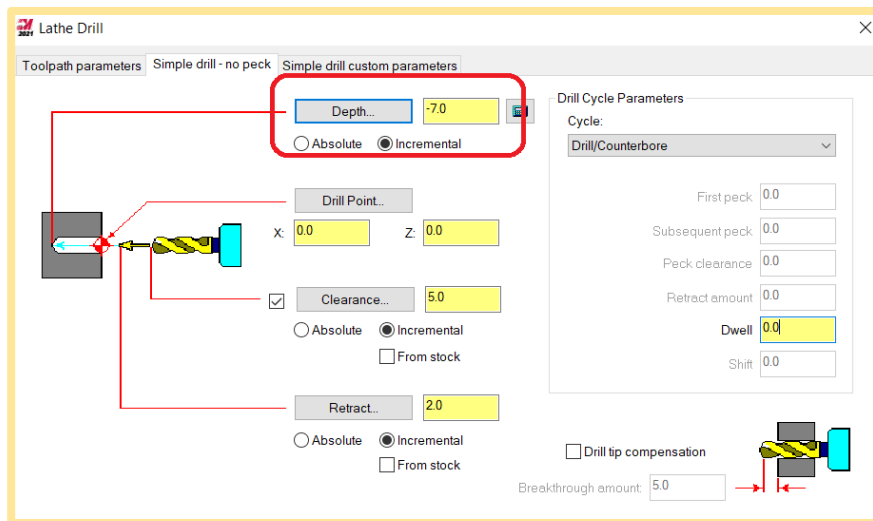 2021 Lathe Drill
Toolpath parameters Simple drill - no peck Simple drill custom parameters
Depth... -7.0
Absolute Incremental
Drill Point...
X: 0.0 Z: 0.0
Clearance... 5.0
Absolute Incremental
From stock
Retract... 2.0
Absolute Incremental
From stock
Drill Cycle Parameters
Cycle:
Drill/Counterbore
First peck 0.0
Subsequent peck 0.0
Peck clearance 0.0
Retract amount 0.0
Dwell 0.0
Shift 0.0
Drill tip compensation
Breakthrough amount: 5.0